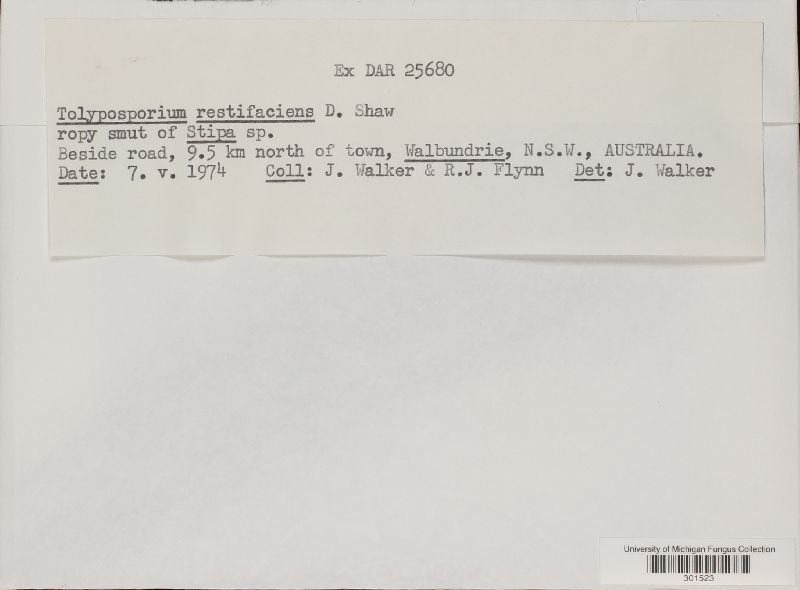 Ex DAR 25680
Tolyposporium restifaciens D. Shaw
ropy smut of Stipa sp.
Beside road, 9.5 km north of town, Walbundrie, N.S.W., AUSTRALIA.
Date: 7. v. 1974 Coll: J. Walker & R.J. Flynn Det: J. Walker
University of Michigan Fungus Collection
301523